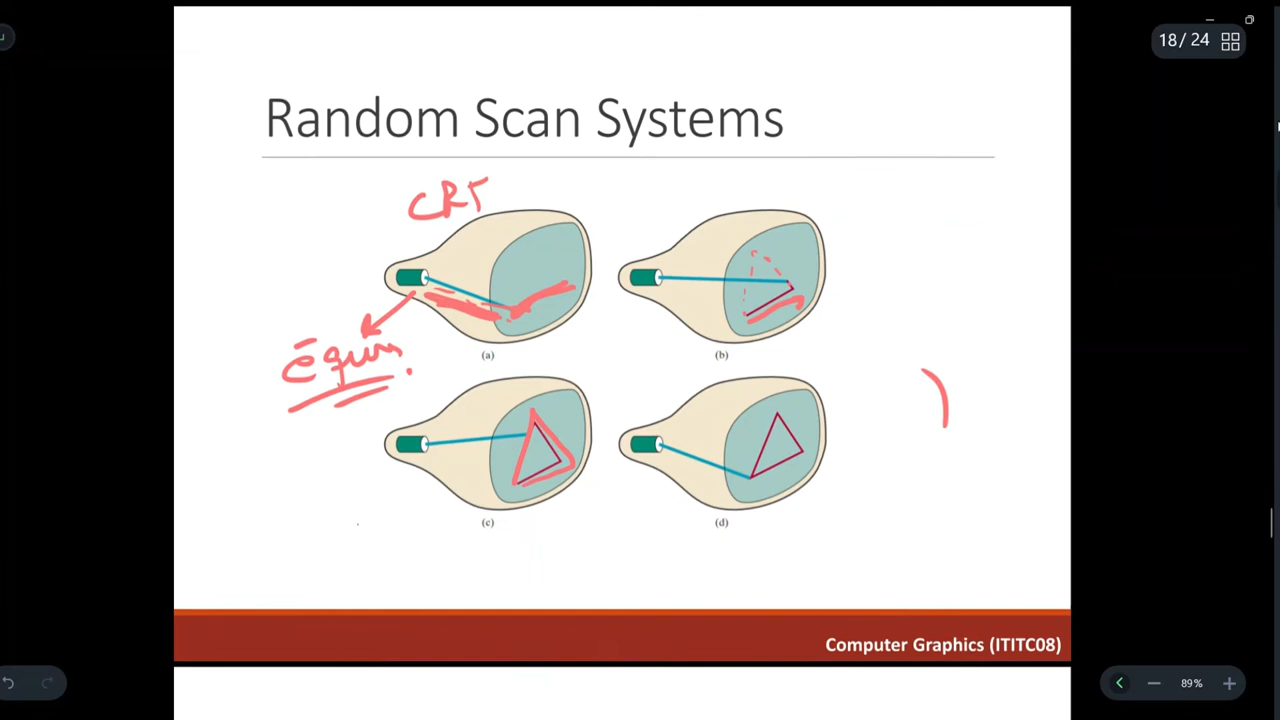 18/ 24
Random Scan Systems
CRT
(a)
(b)
(c)
(d)
Computer Graphics (ITITC08)
89%